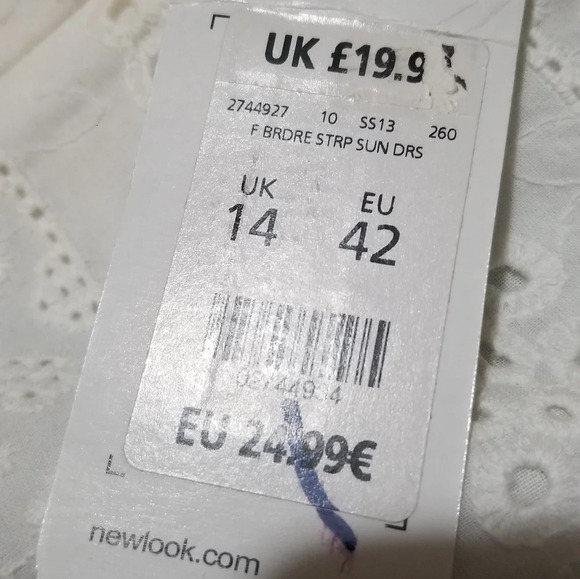 UK £19.9
2744927 10 SS13 260
F BRDRE STRP SUN DRS
UK EU
14 42
EU 24.99€
newlook.com